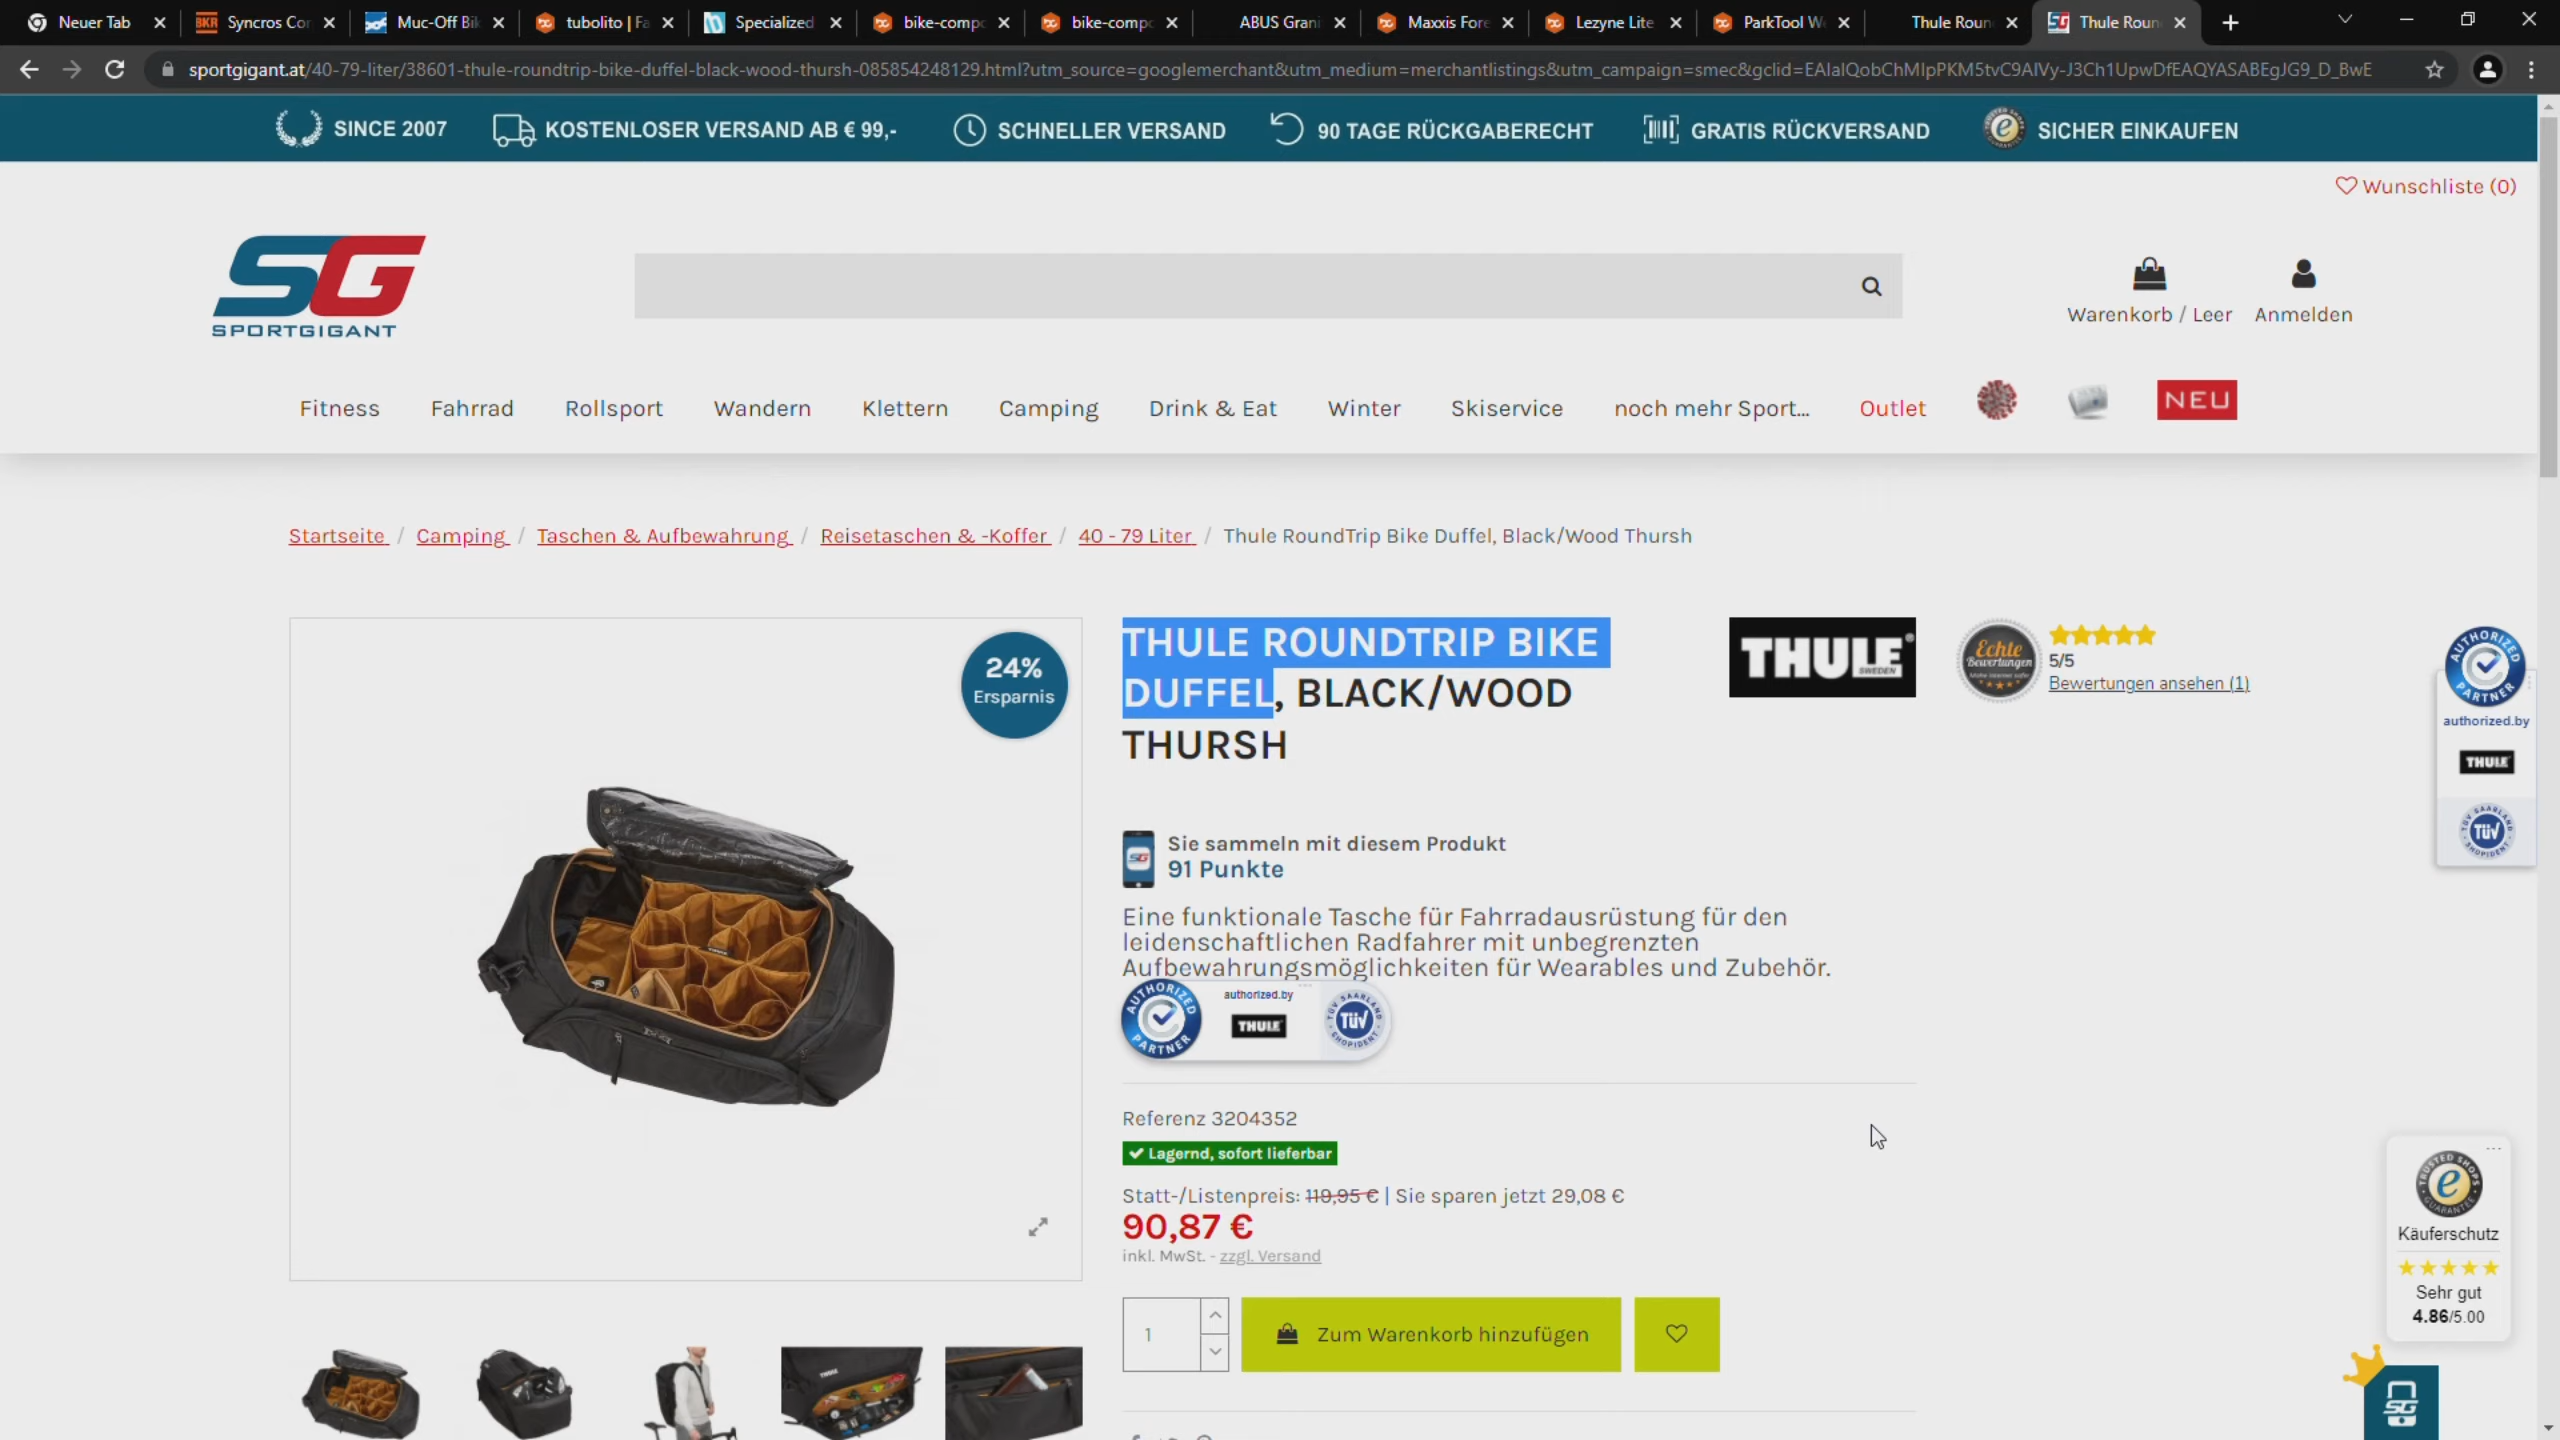 Neuer Tab
Syncros Cor
Muc-Off Bik
tubolito | Fa
Specialized
bike-compo
bike-compo
ABUS Grani
Maxxis Fore
Lezyne Lite
ParkTool W
Thule Roun
Thule Roun
sportgigant.at/40-79-liter/38601-thule-roundtrip-bike-duffel-black-wood-thursh-085854248129.html?utm_source=googlemerchant&utm_medium=merchantlistings&utm_campaign=smec&gclid=EAIaIQobChMIpPKM5tvC9AIVy-J3Ch1UpwDfEAQYASABEgJG9_D_BwE
SINCE 2007
KOSTENLOSER VERSAND AB € 99,-
SCHNELLER VERSAND
90 TAGE RÜCKGABERECHT
GRATIS RÜCKVERSAND
SICHER EINKAUFEN
Wunschliste (0)
SG
SPORTGIGANT
Warenkorb / Leer
Anmelden
Fitness
Fahrrad
Rollsport
Wandern
Klettern
Camping
Drink & Eat
Winter
Skiservice
noch mehr Sport...
Outlet
NEU
Startseite / Camping / Taschen & Aufbewahrung / Reisetaschen & -Koffer / 40 - 79 Liter / Thule RoundTrip Bike Duffel, Black/Wood Thursh
24%
Ersparnis
THULE ROUNDTRIP BIKE
DUFFEL, BLACK/WOOD
THURSH
THULE
SWEDEN
Echte
Bewertungen
5/5
Bewertungen ansehen (1)
AUTHORIZED
PARTNER
authorized.by
THULE
TÜV SAARLAND
TÜV
SHOPIDENT
Sie sammeln mit diesem Produkt
91 Punkte
Eine funktionale Tasche für Fahrradausrüstung für den
leidenschaftlichen Radfahrer mit unbegrenzten
Aufbewahrungsmöglichkeiten für Wearables und Zubehör.
AUTHORIZED
PARTNER
authorized.by
THULE
TÜV SAARLAND
TÜV
SHOPIDENT
Referenz 3204352
Lagernd, sofort lieferbar
Statt-/Listenpreis: 119,95 € | Sie sparen jetzt 29,08 €
90,87 €
inkl. MwSt. - zzgl. Versand
1
Zum Warenkorb hinzufügen
TRUSTED SHOPS
GUARANTEE
Käuferschutz
Sehr gut
4.86/5.00
SG